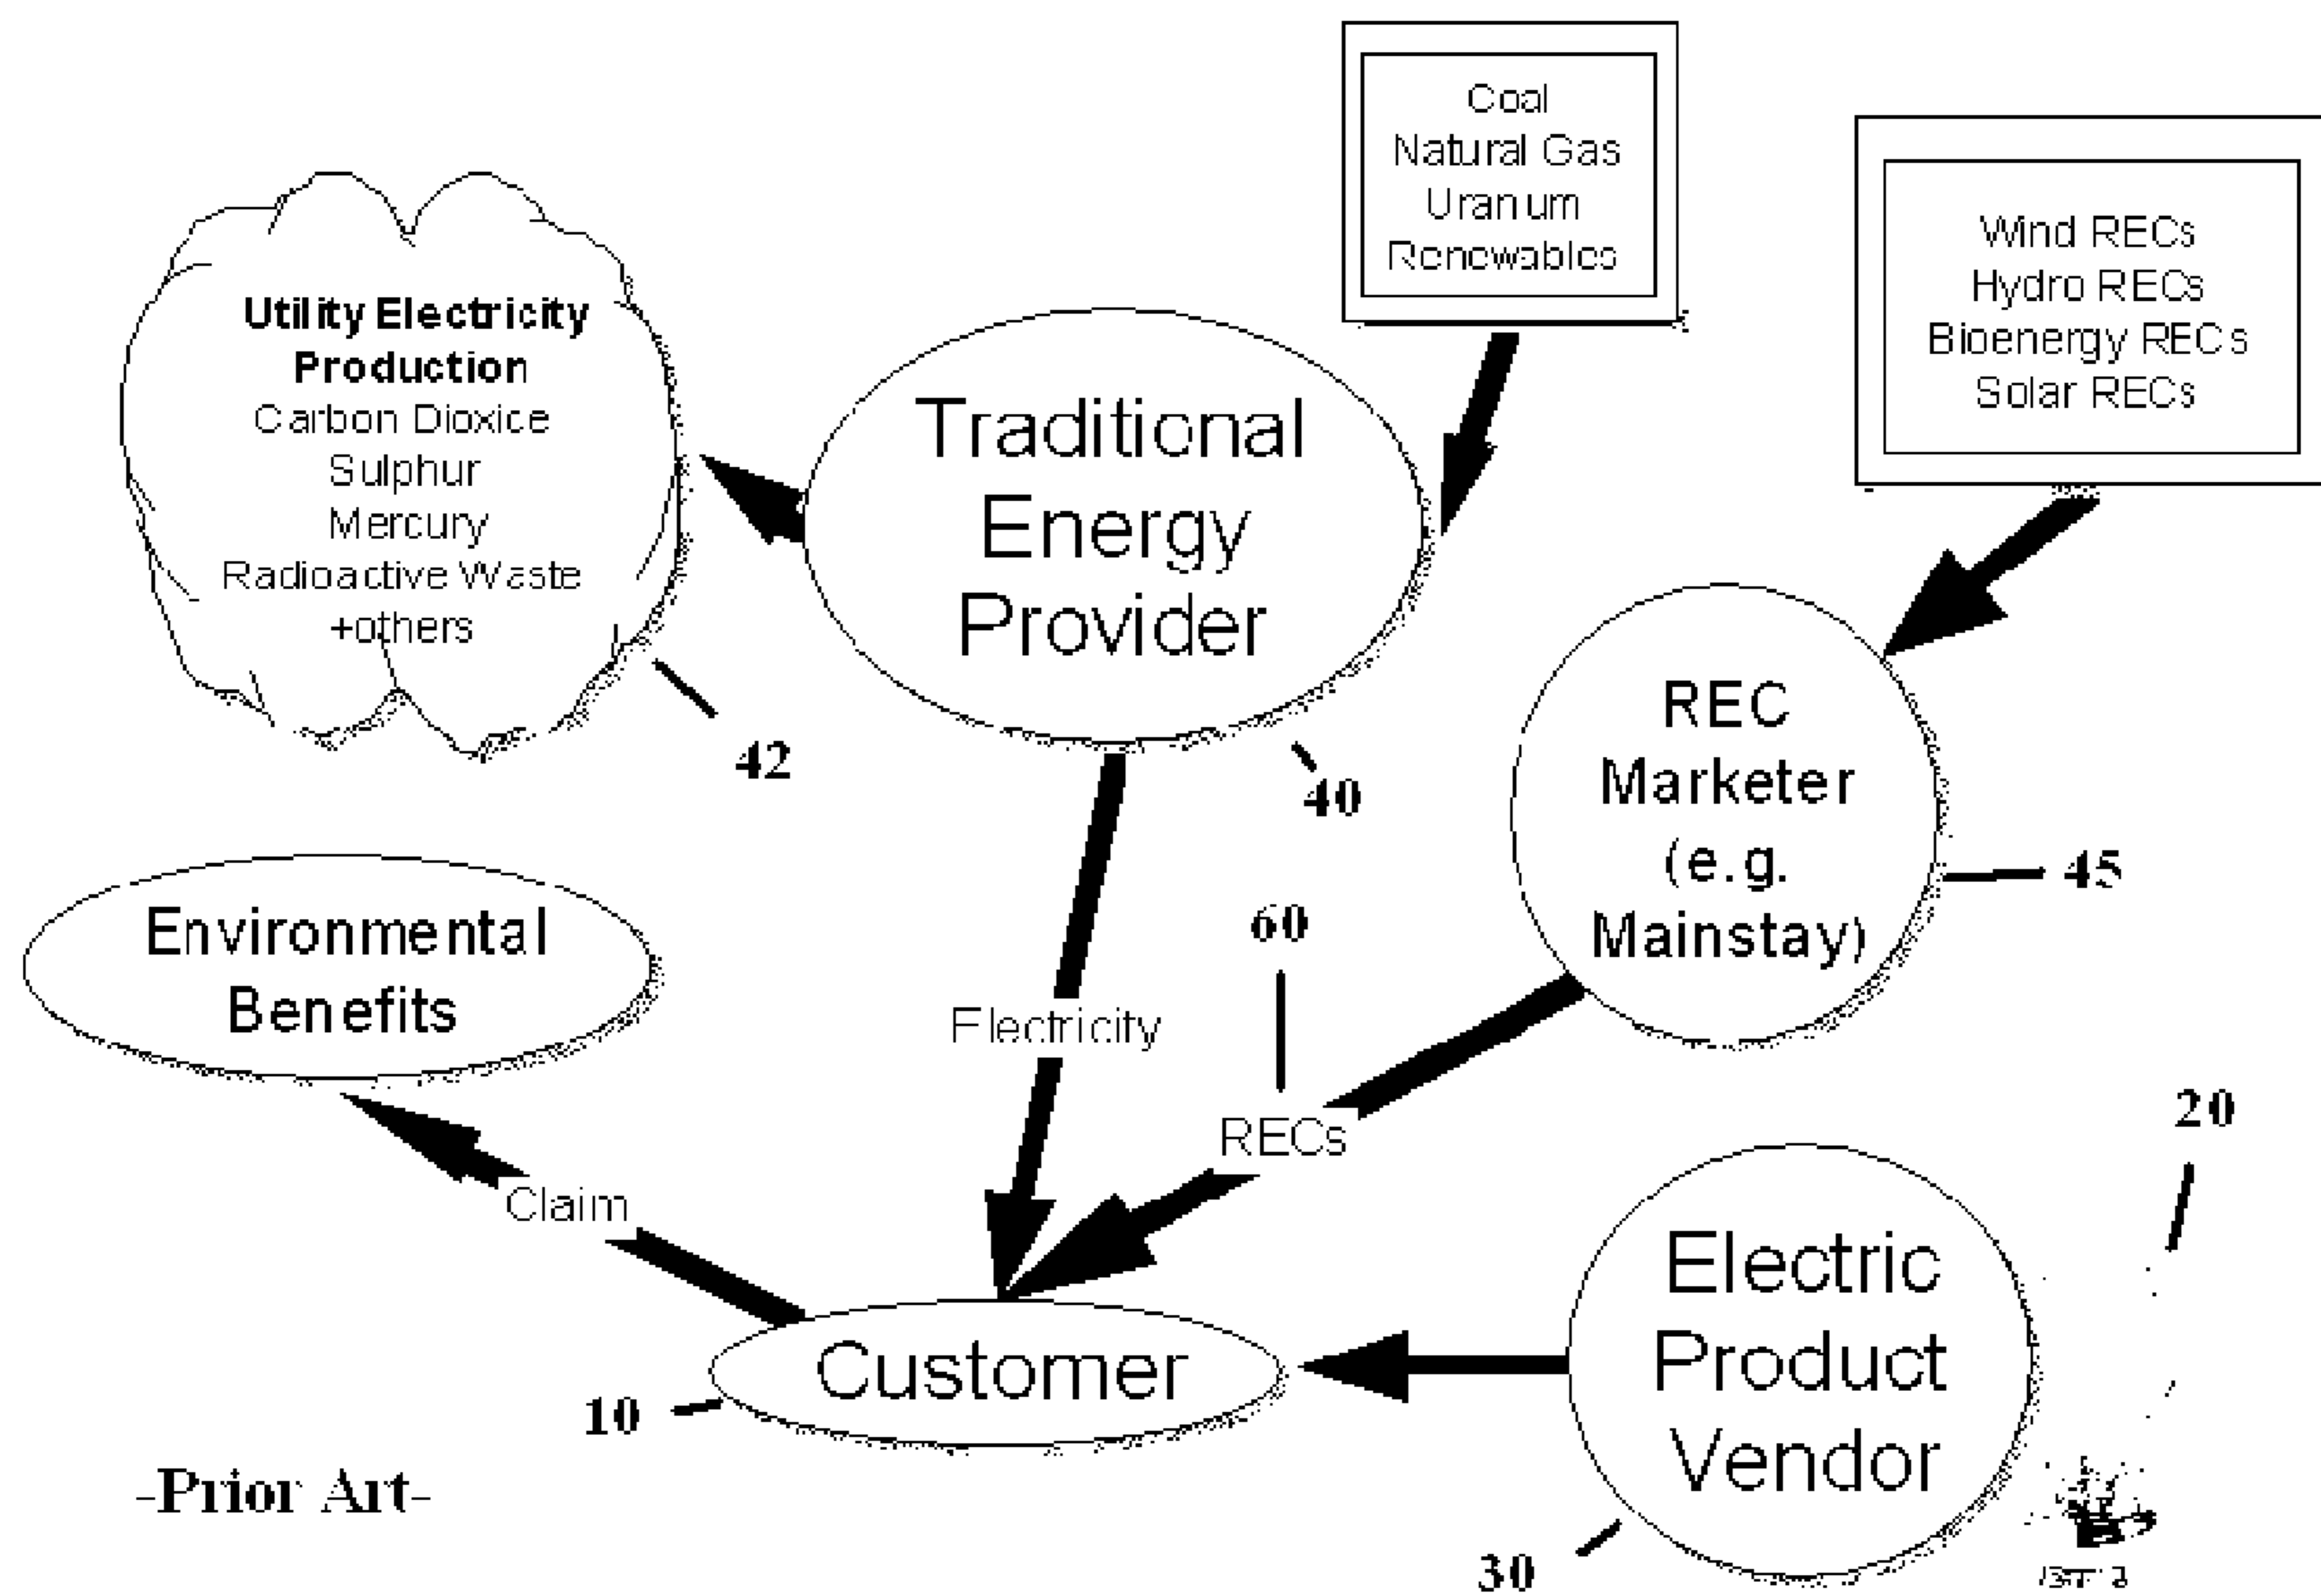 Coal
Natural Gas
Uranium
Renewables
Wind RECs
Hydro RECs
Bioenergy RECs
Solar RECs
Utility Electricity
Production
Carbon Dioxice
Sulphur
Mercury
Radioactive Waste
+others
42
Traditional
Energy
Provider
40
REC
Marketer
(e.g.
Mainstay)
45
Environmental
Benefits
Electricity
60
RECs
Claim
20
Customer
10
Electric
Product
Vendor
30
-Prior Art-